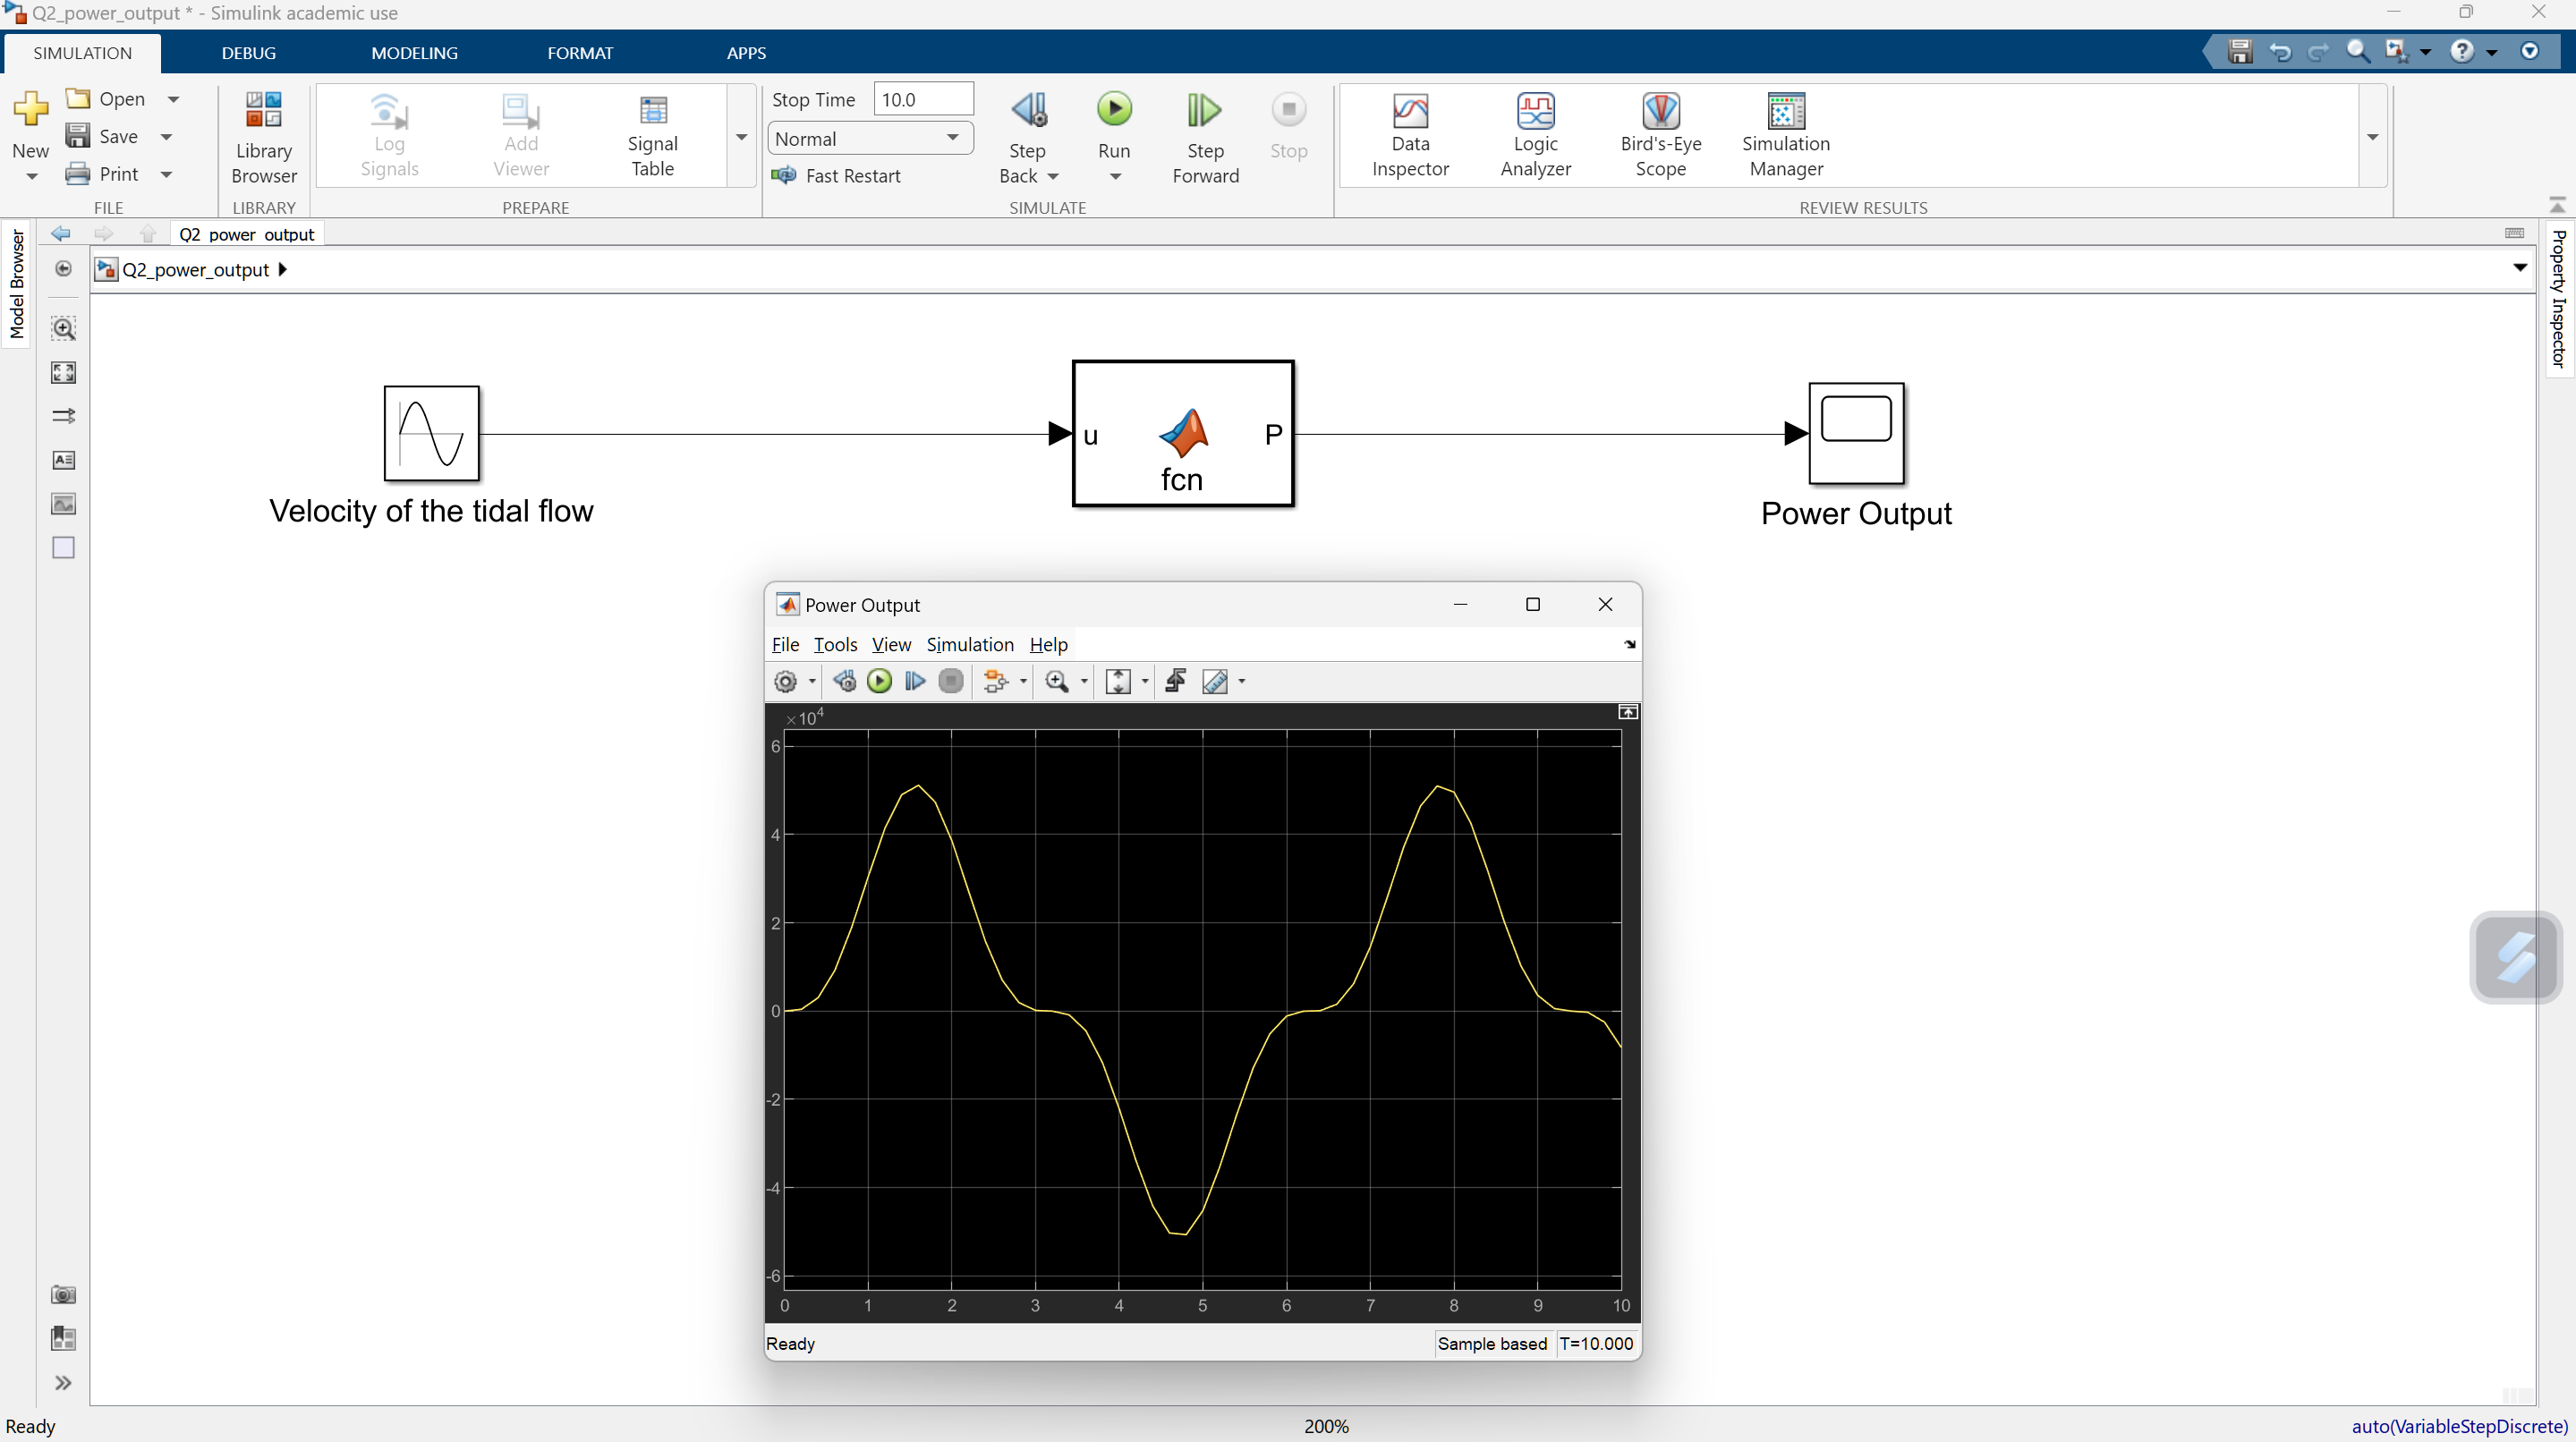 Q2_power_output * - Simulink academic use
SIMULATION DEBUG MODELING FORMAT APPS
New
Open
Save
Print
FILE
Library Browser
LIBRARY
Log Signals
Add Viewer
Signal Table
PREPARE
Stop Time 10.0
Normal
Fast Restart
Step Back
Run
Step Forward
Stop
SIMULATE
Data Inspector
Logic Analyzer
Bird's-Eye Scope
Simulation Manager
REVIEW RESULTS
Model Browser
Q2_power_output
Q2_power_output
Property Inspector
u
fcn
P
Velocity of the tidal flow
Power Output
Power Output
File Tools View Simulation Help
×10^4
6
4
2
0
-2
-4
-6
0 1 2 3 4 5 6 7 8 9 10
Ready Sample based T=10.000
Ready 200% auto(VariableStepDiscrete)